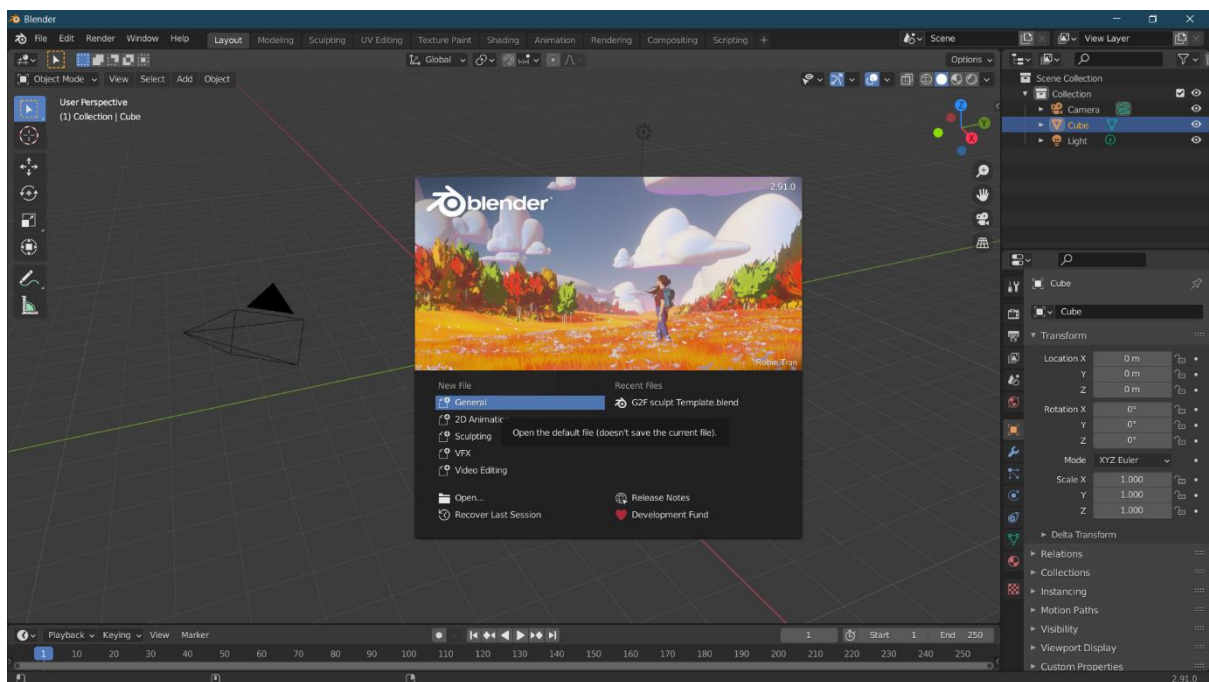 Blender
File Edit Render Window Help Layout Modeling Sculpting UV Editing Texture Paint Shading Animation Rendering Compositing Scripting + Scene View Layer
Global Options
Object Mode View Select Add Object
User Perspective
(1) Collection | Cube
Z
Y
X
Scene Collection
Collection
Camera
Cube
Light
blender
2.91.0
Robin Tran
New File
General
2D Animatio
Sculpting
VFX
Video Editing
Open...
Recover Last Session
Recent Files
G2F sculpt Template.blend
Open the default file (doesn't save the current file).
Release Notes
Development Fund
Cube
Cube
Transform
Location X 0 m
Y 0 m
Z 0 m
Rotation X 0°
Y 0°
Z 0°
Mode XYZ Euler
Scale X 1.000
Y 1.000
Z 1.000
Delta Transform
Relations
Collections
Instancing
Motion Paths
Visibility
Viewport Display
Custom Properties
Playback Keying View Marker 1 Start 1 End 250
1 10 20 30 40 50 60 70 80 90 100 110 120 130 140 150 160 170 180 190 200 210 220 230 240 250
2.91.0